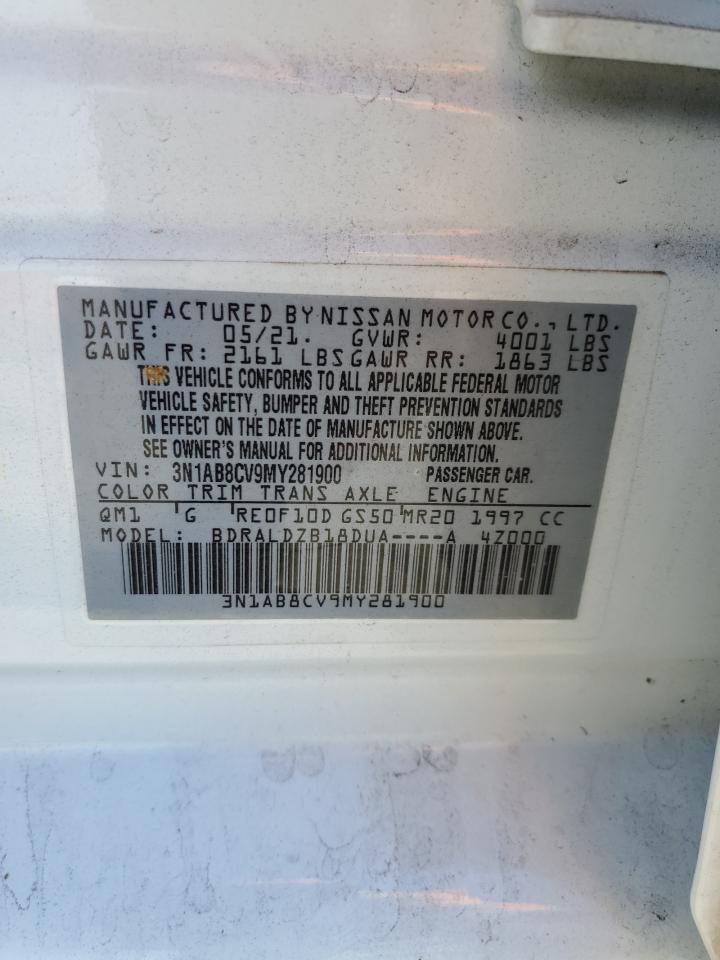 MANUFACTURED BY NISSAN MOTOR CO., LTD.
DATE: 05/21. GVWR: 4001 LBS
GAWR FR: 2161 LBS GAWR RR: 1863 LBS
THIS VEHICLE CONFORMS TO ALL APPLICABLE FEDERAL MOTOR
VEHICLE SAFETY, BUMPER AND THEFT PREVENTION STANDARDS
IN EFFECT ON THE DATE OF MANUFACTURE SHOWN ABOVE.
SEE OWNER'S MANUAL FOR ADDITIONAL INFORMATION.
VIN: 3N1AB8CV9MY281900 PASSENGER CAR.
COLOR TRIM TRANS AXLE ENGINE
QM1 G RE0F10D GS50 MR20 1997 CC
MODEL: BDRALDZB18DUA----A 4Z000
3N1AB8CV9MY281900